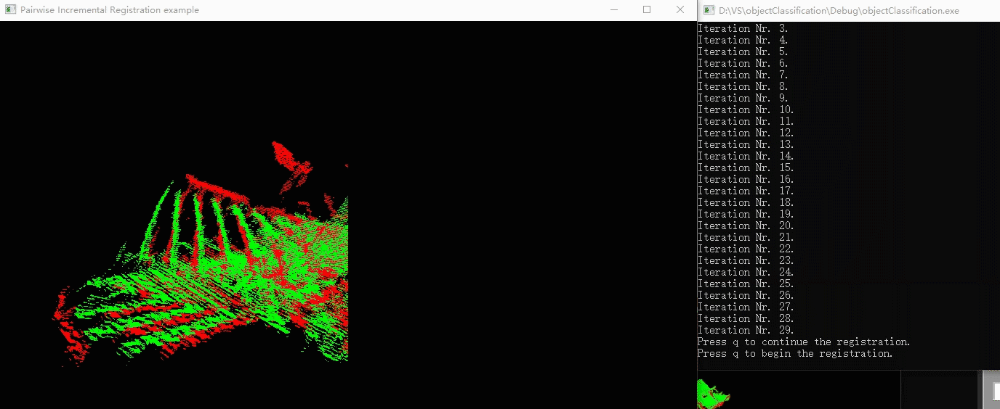 Pairwise Incremental Registration example
D:\VS\objectClassification\Debug\objectClassification.exe
Iteration Nr. 3.
Iteration Nr. 4.
Iteration Nr. 5.
Iteration Nr. 6.
Iteration Nr. 7.
Iteration Nr. 8.
Iteration Nr. 9.
Iteration Nr. 10.
Iteration Nr. 11.
Iteration Nr. 12.
Iteration Nr. 13.
Iteration Nr. 14.
Iteration Nr. 15.
Iteration Nr. 16.
Iteration Nr. 17.
Iteration Nr. 18.
Iteration Nr. 19.
Iteration Nr. 20.
Iteration Nr. 21.
Iteration Nr. 22.
Iteration Nr. 23.
Iteration Nr. 24.
Iteration Nr. 25.
Iteration Nr. 26.
Iteration Nr. 27.
Iteration Nr. 28.
Iteration Nr. 29.
Press q to continue the registration.
Press q to begin the registration.